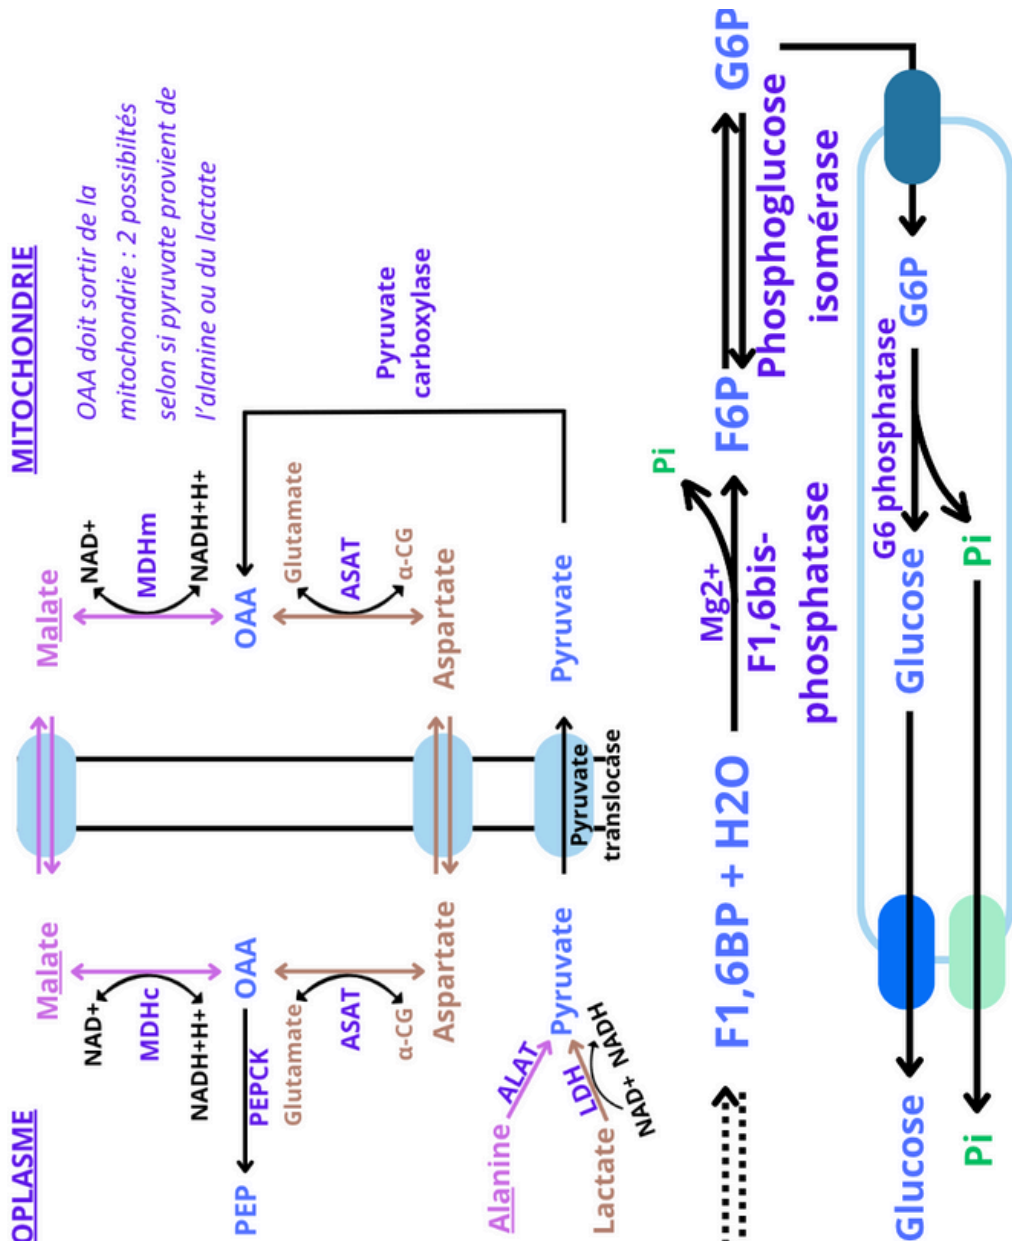 OPLASME
MITOCHONDRIE
Malate
Malate
NAD+
MDHc
NADH+H+
NAD+
MDHm
NADH+H+
OAA doit sortir de la
mitochondrie : 2 possibiltés
selon si pyruvate provient de
l'alanine ou du lactate
PEP
PEPCK
OAA
OAA
Glutamate
ASAT
α-CG
Glutamate
ASAT
α-CG
Aspartate
Aspartate
Pyruvate
carboxylase
Alanine
ALAT
Lactate
LDH
NAD+ NADH
Pyruvate
Pyruvate
translocase
Pyruvate
F1,6BP + H2O
Mg2+
Pi
F1,6bis-
phosphatase
F6P
Phosphoglucose
isomérase
G6P
Glucose
Glucose
G6 phosphatase
G6P
Pi
Pi